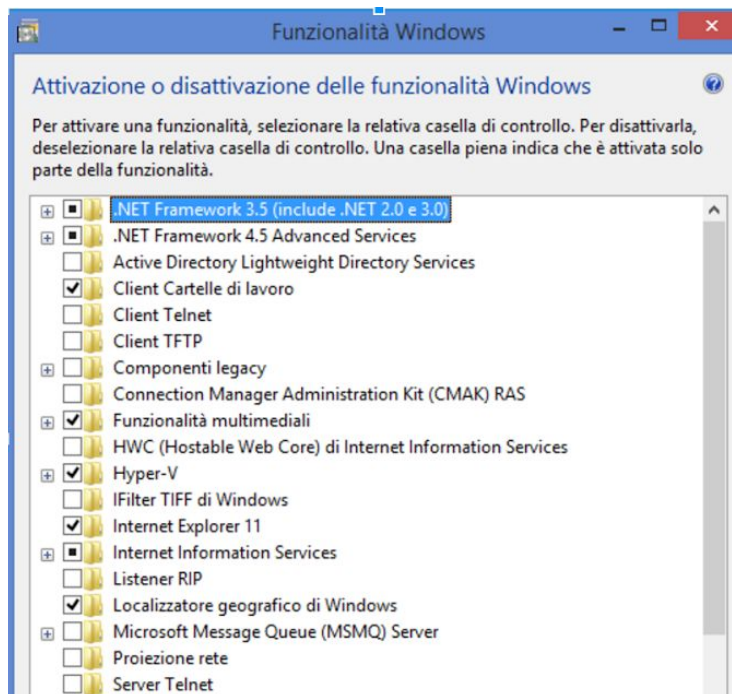 Funzionalità Windows
Attivazione o disattivazione delle funzionalità Windows
Per attivare una funzionalità, selezionare la relativa casella di controllo. Per disattivarla,
deselezionare la relativa casella di controllo. Una casella piena indica che è attivata solo
parte della funzionalità.
.NET Framework 3.5 (include .NET 2.0 e 3.0)
.NET Framework 4.5 Advanced Services
Active Directory Lightweight Directory Services
Client Cartelle di lavoro
Client Telnet
Client TFTP
Componenti legacy
Connection Manager Administration Kit (CMAK) RAS
Funzionalità multimediali
HWC (Hostable Web Core) di Internet Information Services
Hyper-V
IFilter TIFF di Windows
Internet Explorer 11
Internet Information Services
Listener RIP
Localizzatore geografico di Windows
Microsoft Message Queue (MSMQ) Server
Proiezione rete
Server Telnet